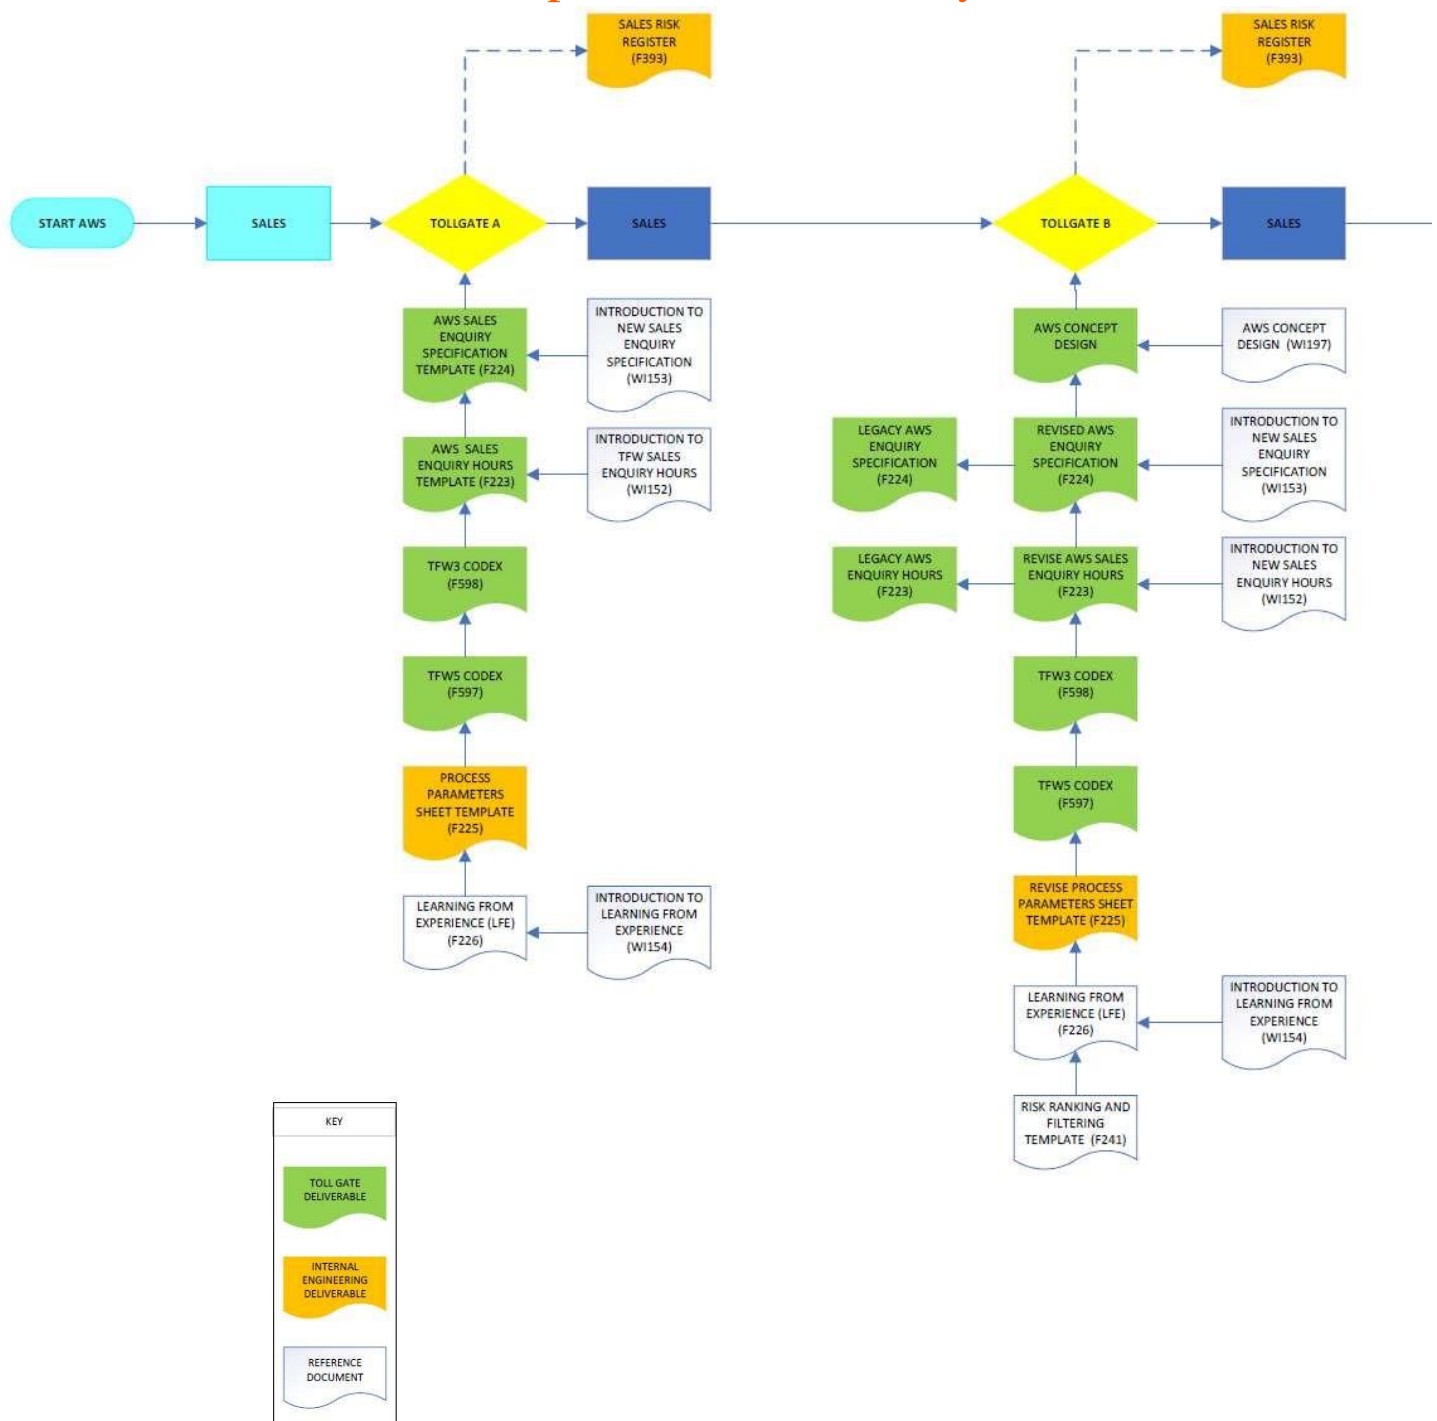 SALES RISK
REGISTER
(F393)
SALES RISK
REGISTER
(F393)
START AWS
SALES
TOLLGATE A
SALES
TOLLGATE B
SALES
AWS SALES
ENQUIRY
SPECIFICATION
TEMPLATE (F224)
INTRODUCTION TO
NEW SALES
ENQUIRY
SPECIFICATION
(WI153)
AWS CONCEPT
DESIGN
AWS CONCEPT
DESIGN (WI197)
AWS SALES
ENQUIRY HOURS
TEMPLATE (F223)
INTRODUCTION TO
TFW SALES
ENQUIRY HOURS
(WI152)
LEGACY AWS
ENQUIRY
SPECIFICATION
(F224)
REVISED AWS
ENQUIRY
SPECIFICATION
(F224)
INTRODUCTION TO
NEW SALES
ENQUIRY
SPECIFICATION
(WI153)
TFW3 CODEX
(F598)
LEGACY AWS
ENQUIRY HOURS
(F223)
REVISE AWS SALES
ENQUIRY HOURS
(F223)
INTRODUCTION TO
NEW SALES
ENQUIRY HOURS
(WI152)
TFW5 CODEX
(F597)
TFW3 CODEX
(F598)
PROCESS
PARAMETERS
SHEET TEMPLATE
(F225)
TFW5 CODEX
(F597)
LEARNING FROM
EXPERIENCE (LFE)
(F226)
INTRODUCTION TO
LEARNING FROM
EXPERIENCE
(WI154)
REVISE PROCESS
PARAMETERS SHEET
TEMPLATE (F225)
LEARNING FROM
EXPERIENCE (LFE)
(F226)
INTRODUCTION TO
LEARNING FROM
EXPERIENCE
(WI154)
RISK RANKING AND
FILTERING
TEMPLATE (F241)
KEY
TOLL GATE
DELIVERABLE
INTERNAL
ENGINEERING
DELIVERABLE
REFERENCE
DOCUMENT